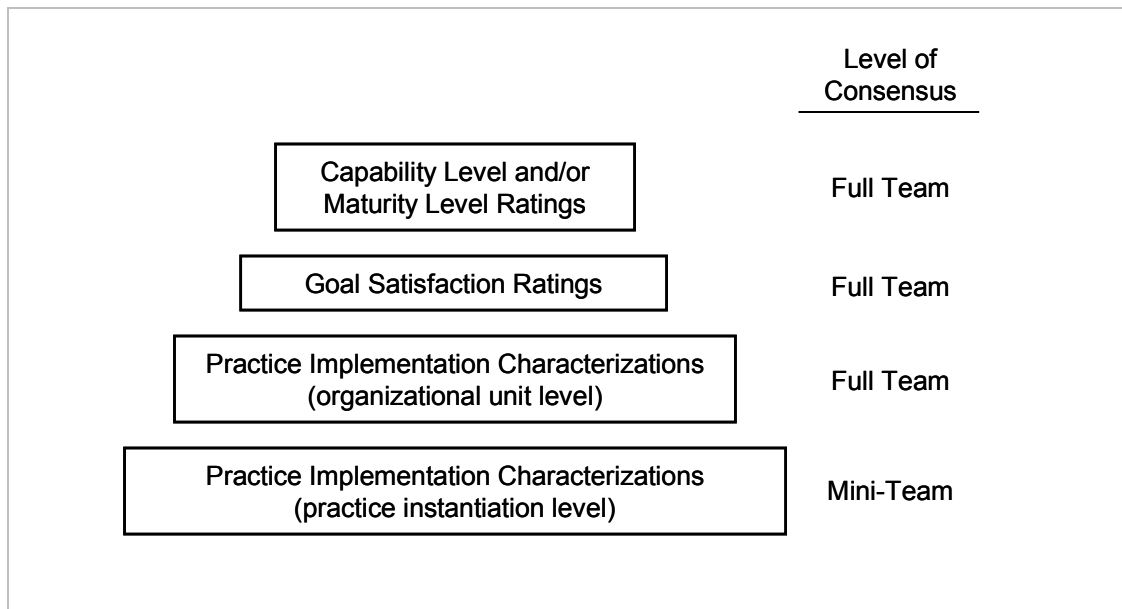 Level of
Consensus
Capability Level and/or
Maturity Level Ratings
Full Team
Goal Satisfaction Ratings
Full Team
Practice Implementation Characterizations
(organizational unit level)
Full Team
Practice Implementation Characterizations
(practice instantiation level)
Mini-Team